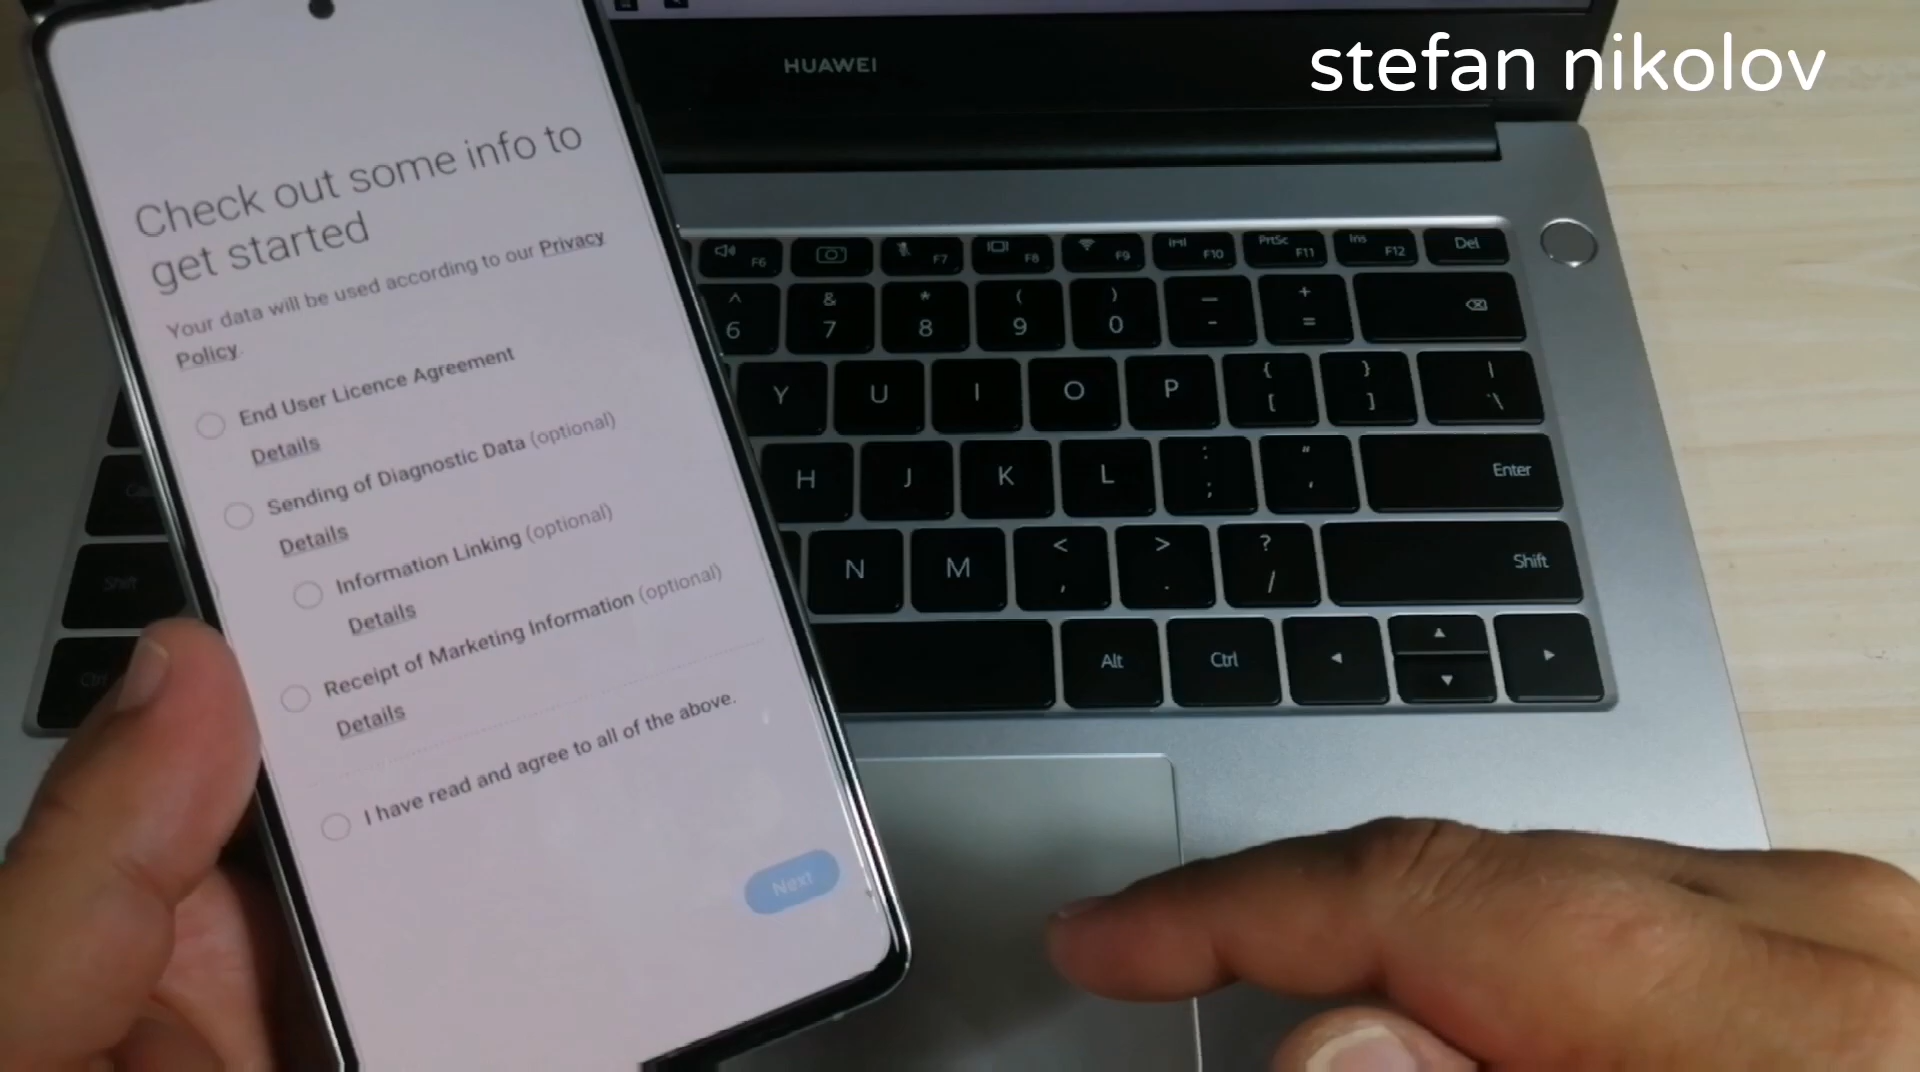 stefan nikolov
HUAWEI
Check out some info to
get started
Your data will be used according to our Privacy
Policy.
End User Licence Agreement
Details
Sending of Diagnostic Data (optional)
Details
Information Linking (optional)
Details
Receipt of Marketing Information (optional)
Details
I have read and agree to all of the above.
Next
F6 F7 F8 F9 F10 PrtSc F11 Ins F12 Del
^ & * ( ) — +
6 7 8 9 0 - =
Y U I O P { [ } ] | \
H J K L : ; " ' Enter
N M < , > . ? / Shift
Alt Ctrl
Shift
Ctrl